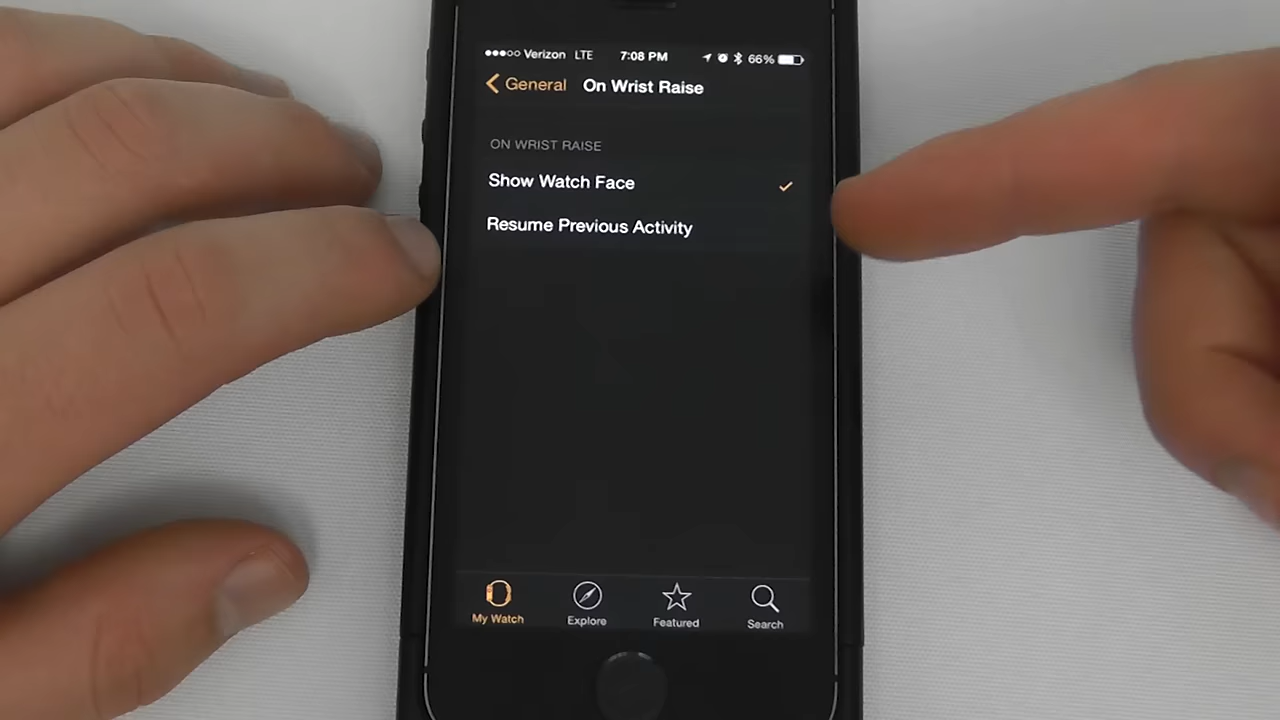 Verizon LTE 7:08 PM 66%
General On Wrist Raise
ON WRIST RAISE
Show Watch Face
Resume Previous Activity
My Watch Explore Featured Search